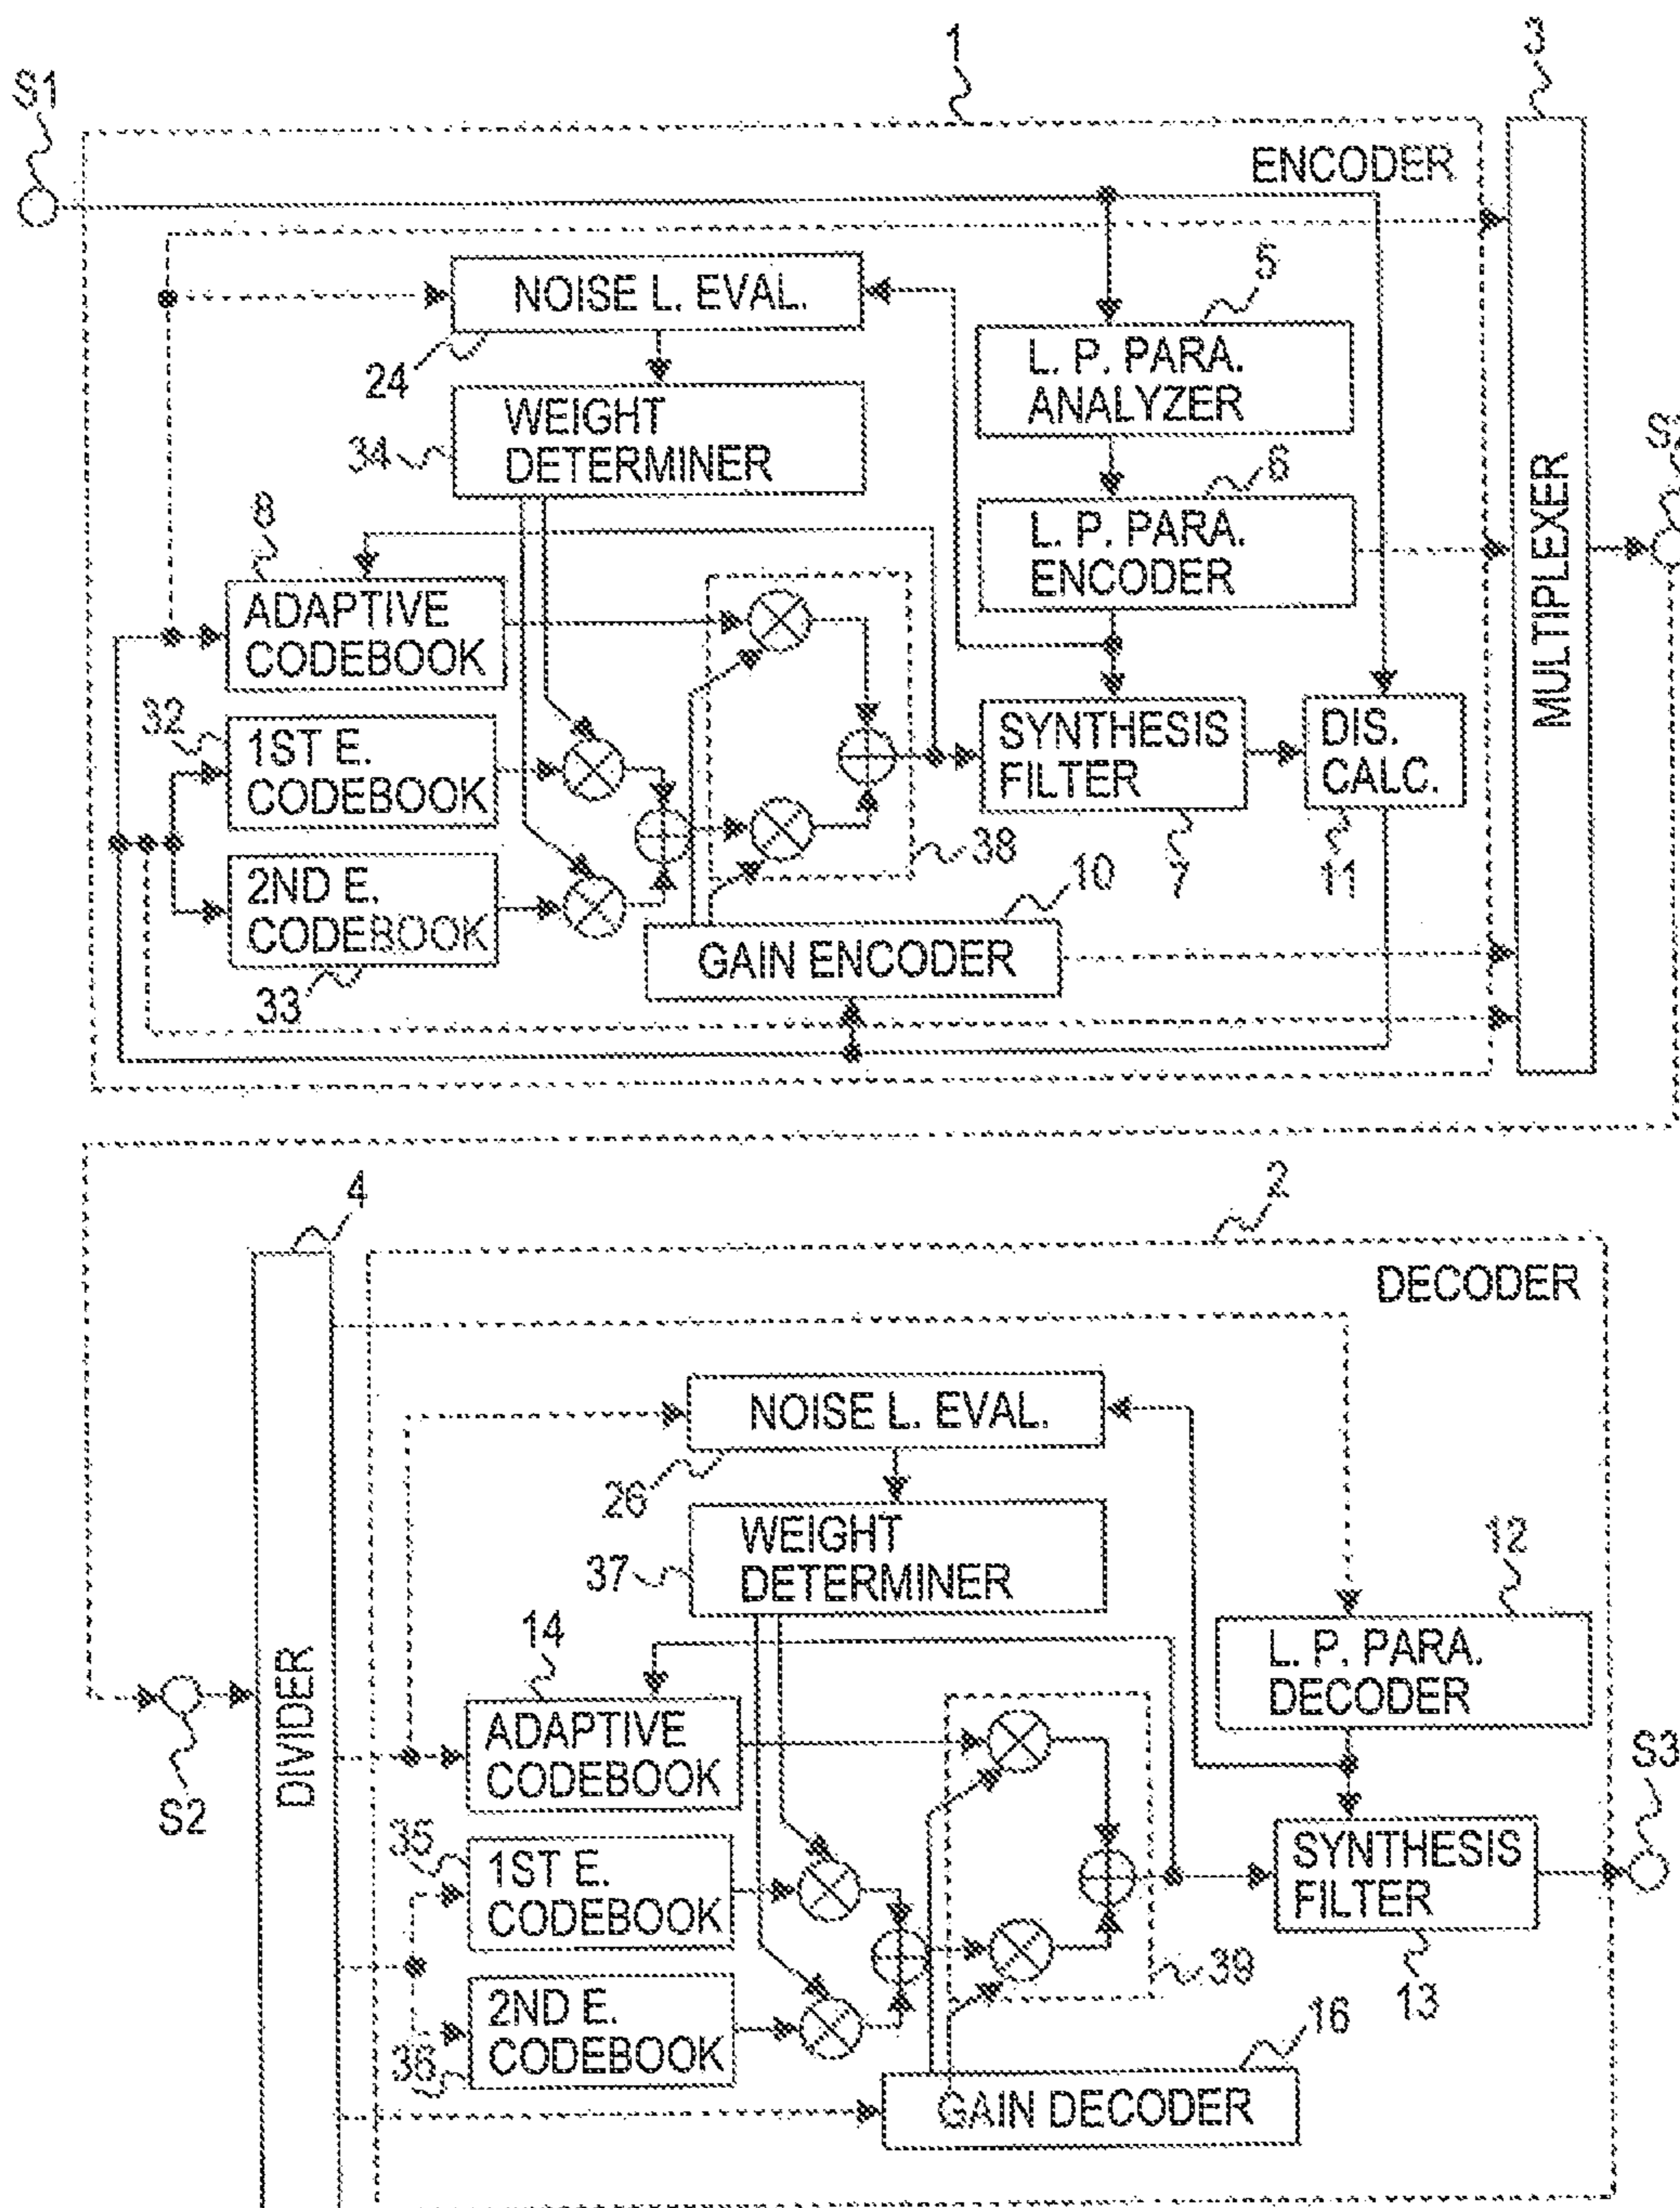 1
3
S1
ENCODER
5
NOISE L. EVAL.
24
L. P. PARA.
ANALYZER
WEIGHT
DETERMINER
34
6
8
L. P. PARA.
ENCODER
MULTIPLEXER
ADAPTIVE
CODEBOOK
32
1ST E.
CODEBOOK
SYNTHESIS
FILTER
DIS.
CALC.
38
10
7
11
2ND E.
CODEBOOK
33
GAIN ENCODER
4
2
DECODER
NOISE L. EVAL.
26
WEIGHT
DETERMINER
37
12
14
L. P. PARA.
DECODER
DIVIDER
ADAPTIVE
CODEBOOK
S2
S3
35
1ST E.
CODEBOOK
SYNTHESIS
FILTER
39
13
2ND E.
CODEBOOK
36
16
GAIN DECODER